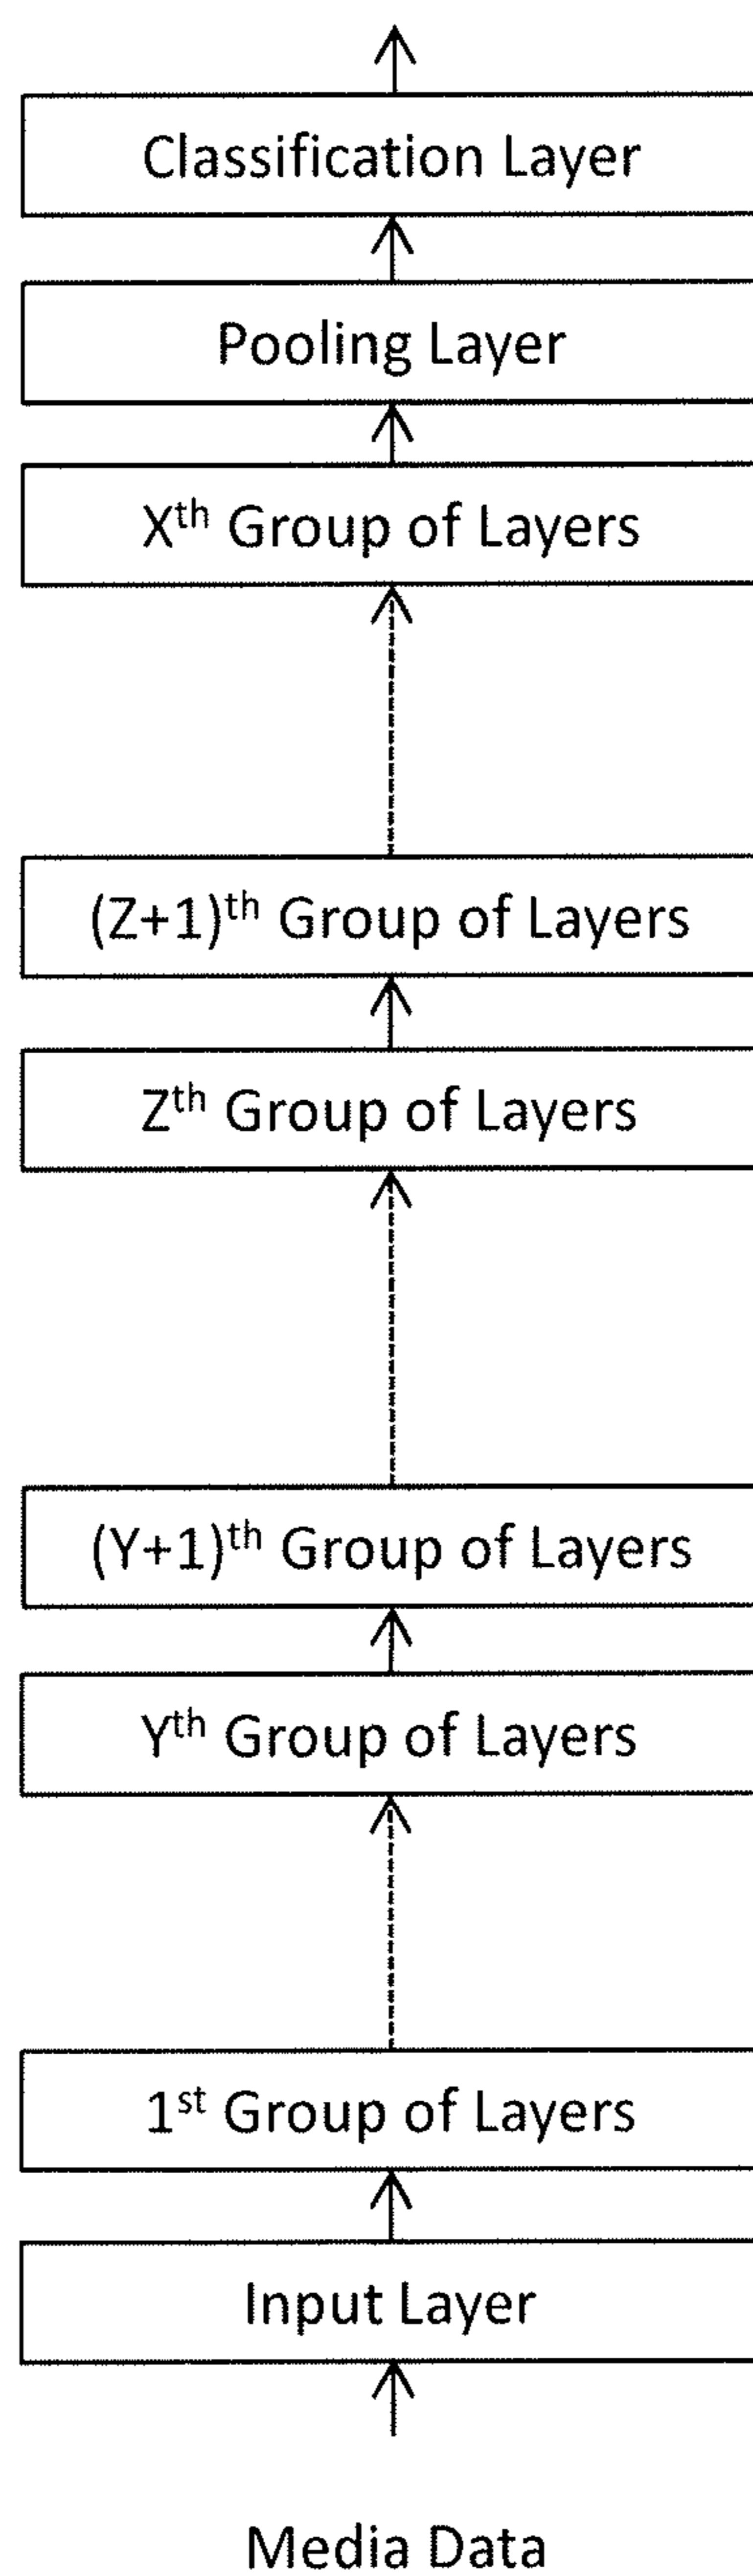 Classification Layer
Pooling Layer
Xᵗʰ Group of Layers
(Z+1)ᵗʰ Group of Layers
Zᵗʰ Group of Layers
(Y+1)ᵗʰ Group of Layers
Yᵗʰ Group of Layers
1ˢᵗ Group of Layers
Input Layer
Media Data